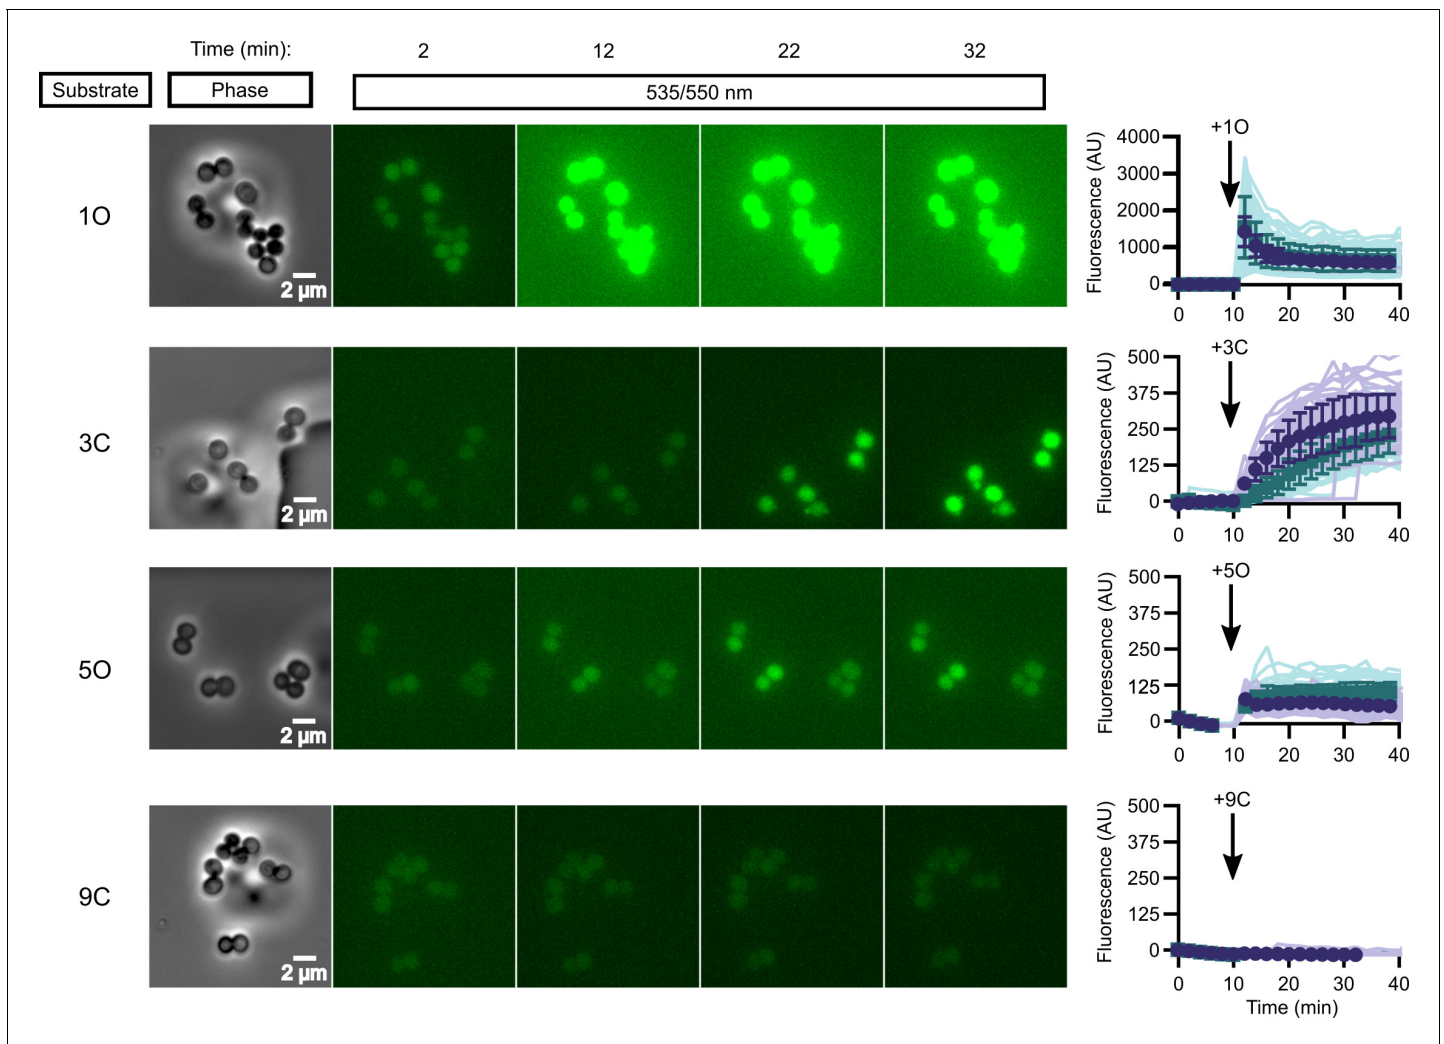 Time (min): 2 12 22 32
Substrate Phase 535/550 nm
1O
2 µm
+1O
Fluorescence (AU)
4000
3000
2000
1000
0
0 10 20 30 40
3C
2 µm
+3C
Fluorescence (AU)
500
375
250
125
0
0 10 20 30 40
5O
2 µm
+5O
Fluorescence (AU)
500
375
250
125
0
0 10 20 30 40
9C
2 µm
+9C
Fluorescence (AU)
500
375
250
125
0
0 10 20 30 40
Time (min)